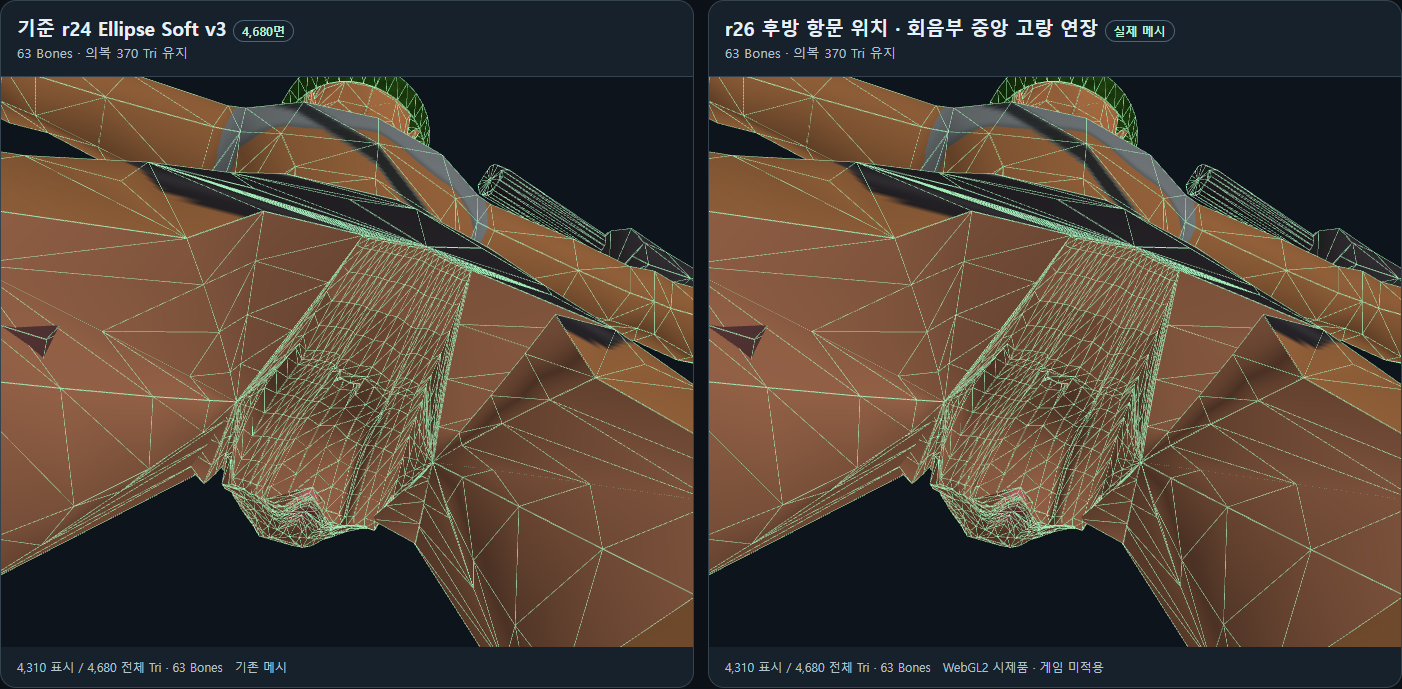 기준 r24 Ellipse Soft v3 4,680면
63 Bones · 의복 370 Tri 유지
4,310 표시 / 4,680 전체 Tri · 63 Bones 기존 메시
r26 후방 항문 위치 · 회음부 중앙 고랑 연장 실제 메시
63 Bones · 의복 370 Tri 유지
4,310 표시 / 4,680 전체 Tri · 63 Bones WebGL2 시제품 · 게임 미적용